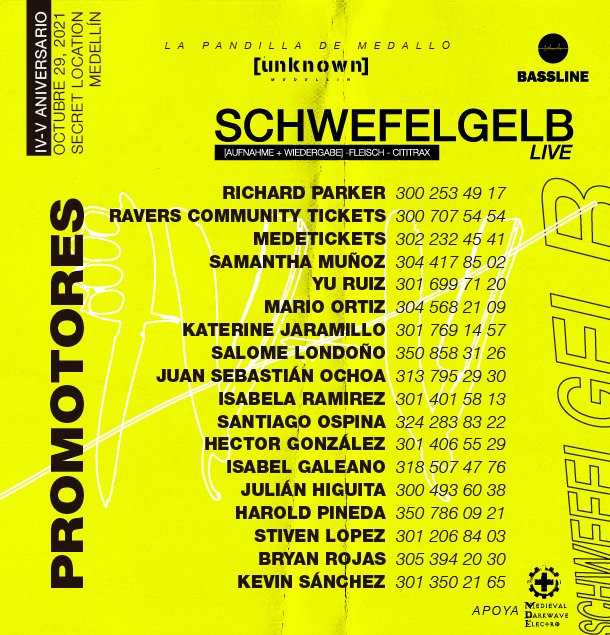 IV-V ANIVERSARIO
OCTUBRE 29, 2021
SECRET LOCATION
MEDELLÍN
LA PANDILLA DE MEDALLO
[unknown]
MEDELLIN
BASSLINE
SCHWEFELGELB
[AUFNAHME + WIEDERGABE] -FLEISCH - CITITRAX
LIVE
PROMOTORES
RICHARD PARKER 300 253 49 17
RAVERS COMMUNITY TICKETS 300 707 54 54
MEDETICKETS 302 232 45 41
SAMANTHA MUÑOZ 304 417 85 02
YU RUIZ 301 699 71 20
MARIO ORTIZ 304 568 21 09
KATERINE JARAMILLO 301 769 14 57
SALOME LONDOÑO 350 858 31 26
JUAN SEBASTIÁN OCHOA 313 795 29 30
ISABELA RAMIREZ 301 401 58 13
SANTIAGO OSPINA 324 283 83 22
HECTOR GONZÁLEZ 301 406 55 29
ISABEL GALEANO 318 507 47 76
JULIÁN HIGUITA 300 493 60 38
HAROLD PINEDA 350 786 09 21
STIVEN LOPEZ 301 206 84 03
BRYAN ROJAS 305 394 20 30
KEVIN SÁNCHEZ 301 350 21 65
SCHWEFELGELB
APOYA
MEDIEVAL
DARKWAVE
ELECTRO